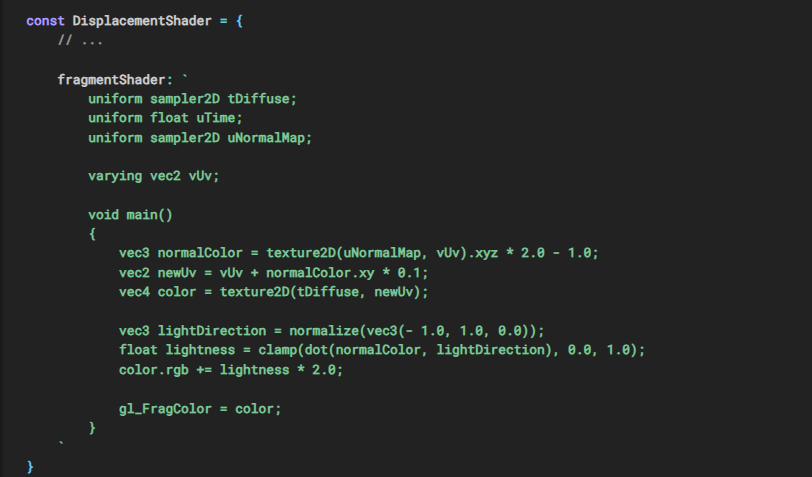 const DisplacementShader = {
    // ...

    fragmentShader: `
        uniform sampler2D tDiffuse;
        uniform float uTime;
        uniform sampler2D uNormalMap;

        varying vec2 vUv;

        void main()
        {
            vec3 normalColor = texture2D(uNormalMap, vUv).xyz * 2.0 - 1.0;
            vec2 newUv = vUv + normalColor.xy * 0.1;
            vec4 color = texture2D(tDiffuse, newUv);

            vec3 lightDirection = normalize(vec3(- 1.0, 1.0, 0.0));
            float lightness = clamp(dot(normalColor, lightDirection), 0.0, 1.0);
            color.rgb += lightness * 2.0;

            gl_FragColor = color;
        }
    `
}